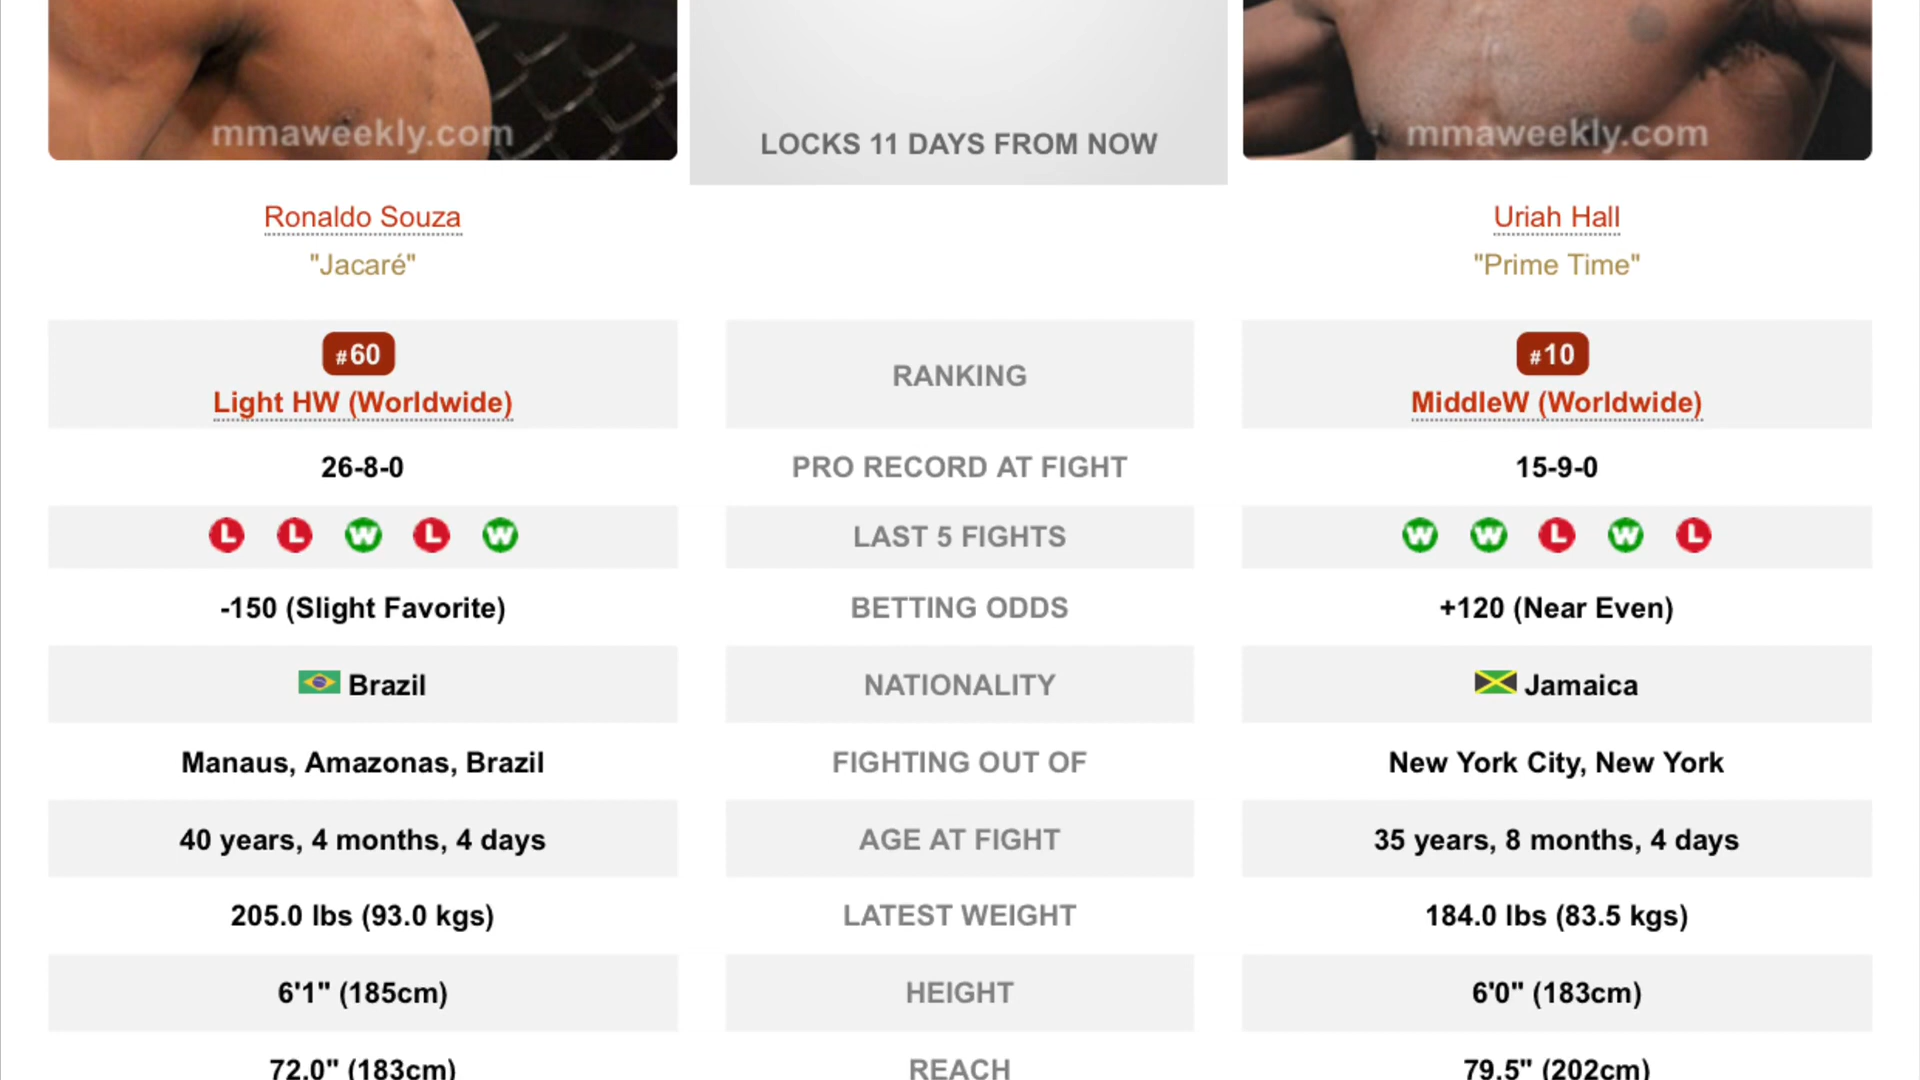 mmaweekly.com
LOCKS 11 DAYS FROM NOW
mmaweekly.com
Ronaldo Souza
Uriah Hall
"Jacaré"
"Prime Time"
#60
Light HW (Worldwide)
RANKING
#10
MiddleW (Worldwide)
26-8-0
PRO RECORD AT FIGHT
15-9-0
L L W L W
LAST 5 FIGHTS
W W L W L
-150 (Slight Favorite)
BETTING ODDS
+120 (Near Even)
Brazil
NATIONALITY
Jamaica
Manaus, Amazonas, Brazil
FIGHTING OUT OF
New York City, New York
40 years, 4 months, 4 days
AGE AT FIGHT
35 years, 8 months, 4 days
205.0 lbs (93.0 kgs)
LATEST WEIGHT
184.0 lbs (83.5 kgs)
6'1" (185cm)
HEIGHT
6'0" (183cm)
72.0" (183cm)
REACH
79.5" (202cm)